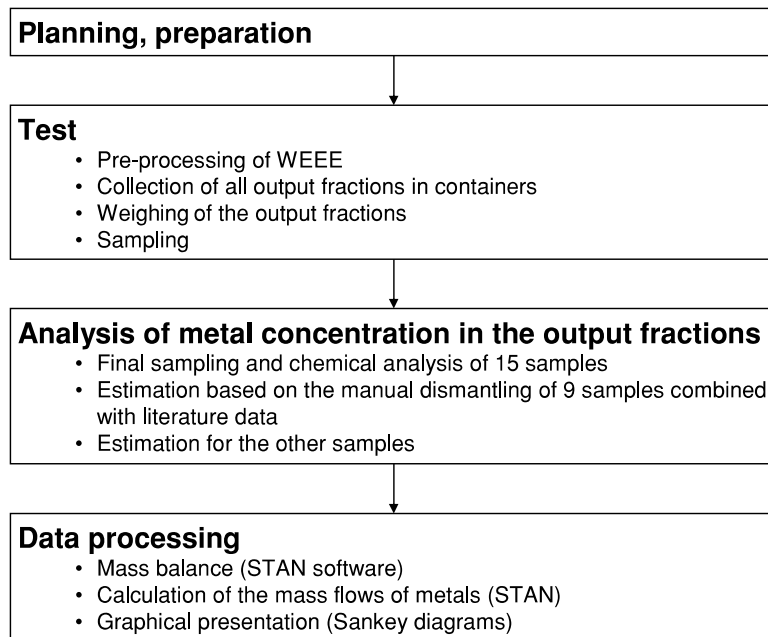 Planning, preparation
Test
• Pre-processing of WEEE
• Collection of all output fractions in containers
• Weighing of the output fractions
• Sampling
Analysis of metal concentration in the output fractions
• Final sampling and chemical analysis of 15 samples
• Estimation based on the manual dismantling of 9 samples combined
with literature data
• Estimation for the other samples
Data processing
• Mass balance (STAN software)
• Calculation of the mass flows of metals (STAN)
• Graphical presentation (Sankey diagrams)